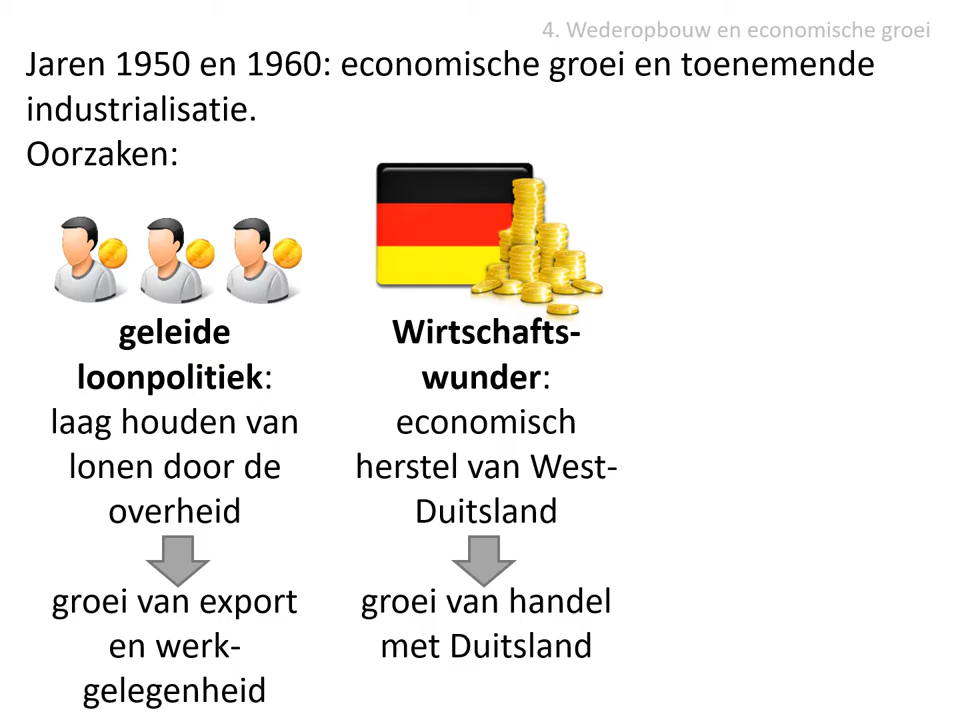 4. Wederopbouw en economische groei
Jaren 1950 en 1960: economische groei en toenemende
industrialisatie.
Oorzaken:
geleide
loonpolitiek:
laag houden van
lonen door de
overheid
groei van export
en werk-
gelegenheid
Wirtschafts-
wunder:
economisch
herstel van West-
Duitsland
groei van handel
met Duitsland